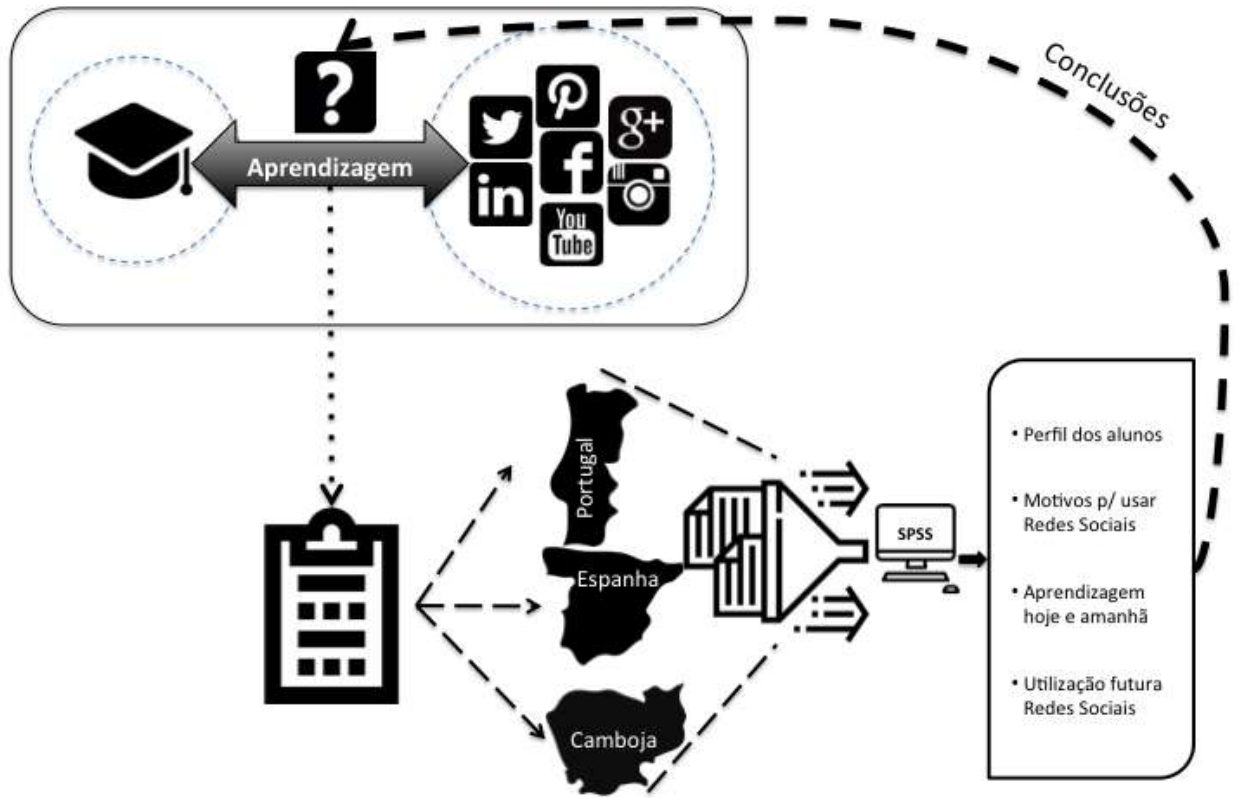 Conclusões
?
Aprendizagem
g+
f
in
You
Tube
Portugal
Espanha
Camboja
SPSS
• Perfil dos alunos
• Motivos p/ usar
Redes Sociais
• Aprendizagem
hoje e amanhã
• Utilização futura
Redes Sociais